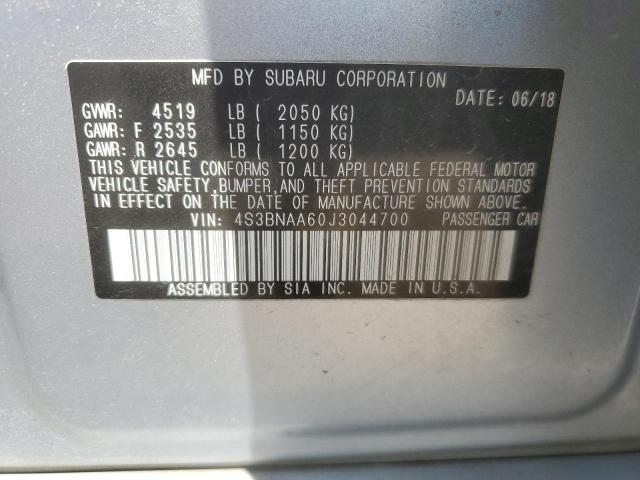 MFD BY SUBARU CORPORATION
DATE: 06/18
GVWR: 4519 LB ( 2050 KG)
GAWR: F 2535 LB ( 1150 KG)
GAWR: R 2645 LB ( 1200 KG)
THIS VEHICLE CONFORMS TO ALL APPLICABLE FEDERAL MOTOR
VEHICLE SAFETY,BUMPER,AND THEFT PREVENTION STANDARDS
IN EFFECT ON THE DATE OF MANUFACTURE SHOWN ABOVE.
VIN: 4S3BNAA60J3044700 PASSENGER CAR
ASSEMBLED BY SIA INC. MADE IN U.S.A.